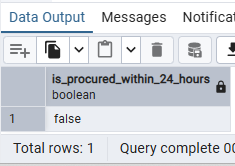 Data Output Messages Notificat
is_procured_within_24_hours
boolean
1 false
Total rows: 1 Query complete 00